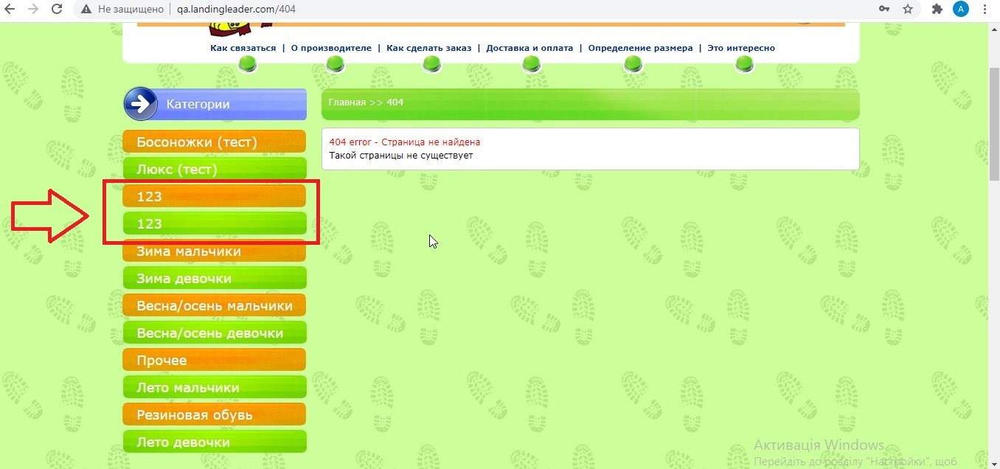 Не защищено
qa.landingleader.com/404
А
Как связаться | О производителе | Как сделать заказ | Доставка и оплата | Определение размера | Это интересно
Категории
Главная >> 404
Босоножки (тест)
404 error - Страница не найдена
Такой страницы не существует
Люкс (тест)
123
123
Зима мальчики
Зима девочки
Весна/осень мальчики
Весна/осень девочки
Прочее
Лето мальчики
Резиновая обувь
Лето девочки
Активація Windows
Перейдіть до розділу "Настройки", щоб